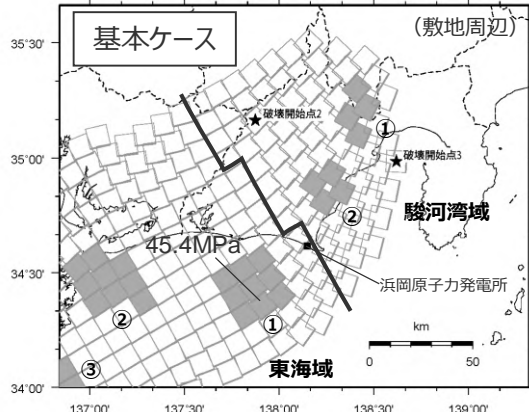 基本ケース
(敷地周辺)
35°30'
35°00'
34°30'
34°00'
破壊開始点2
①
破壊開始点3
駿河湾域
②
45.4MPa
浜岡原子力発電所
①
②
③
東海域
km
0
50
137°00'
137°30'
138°00'
138°30'
139°00'